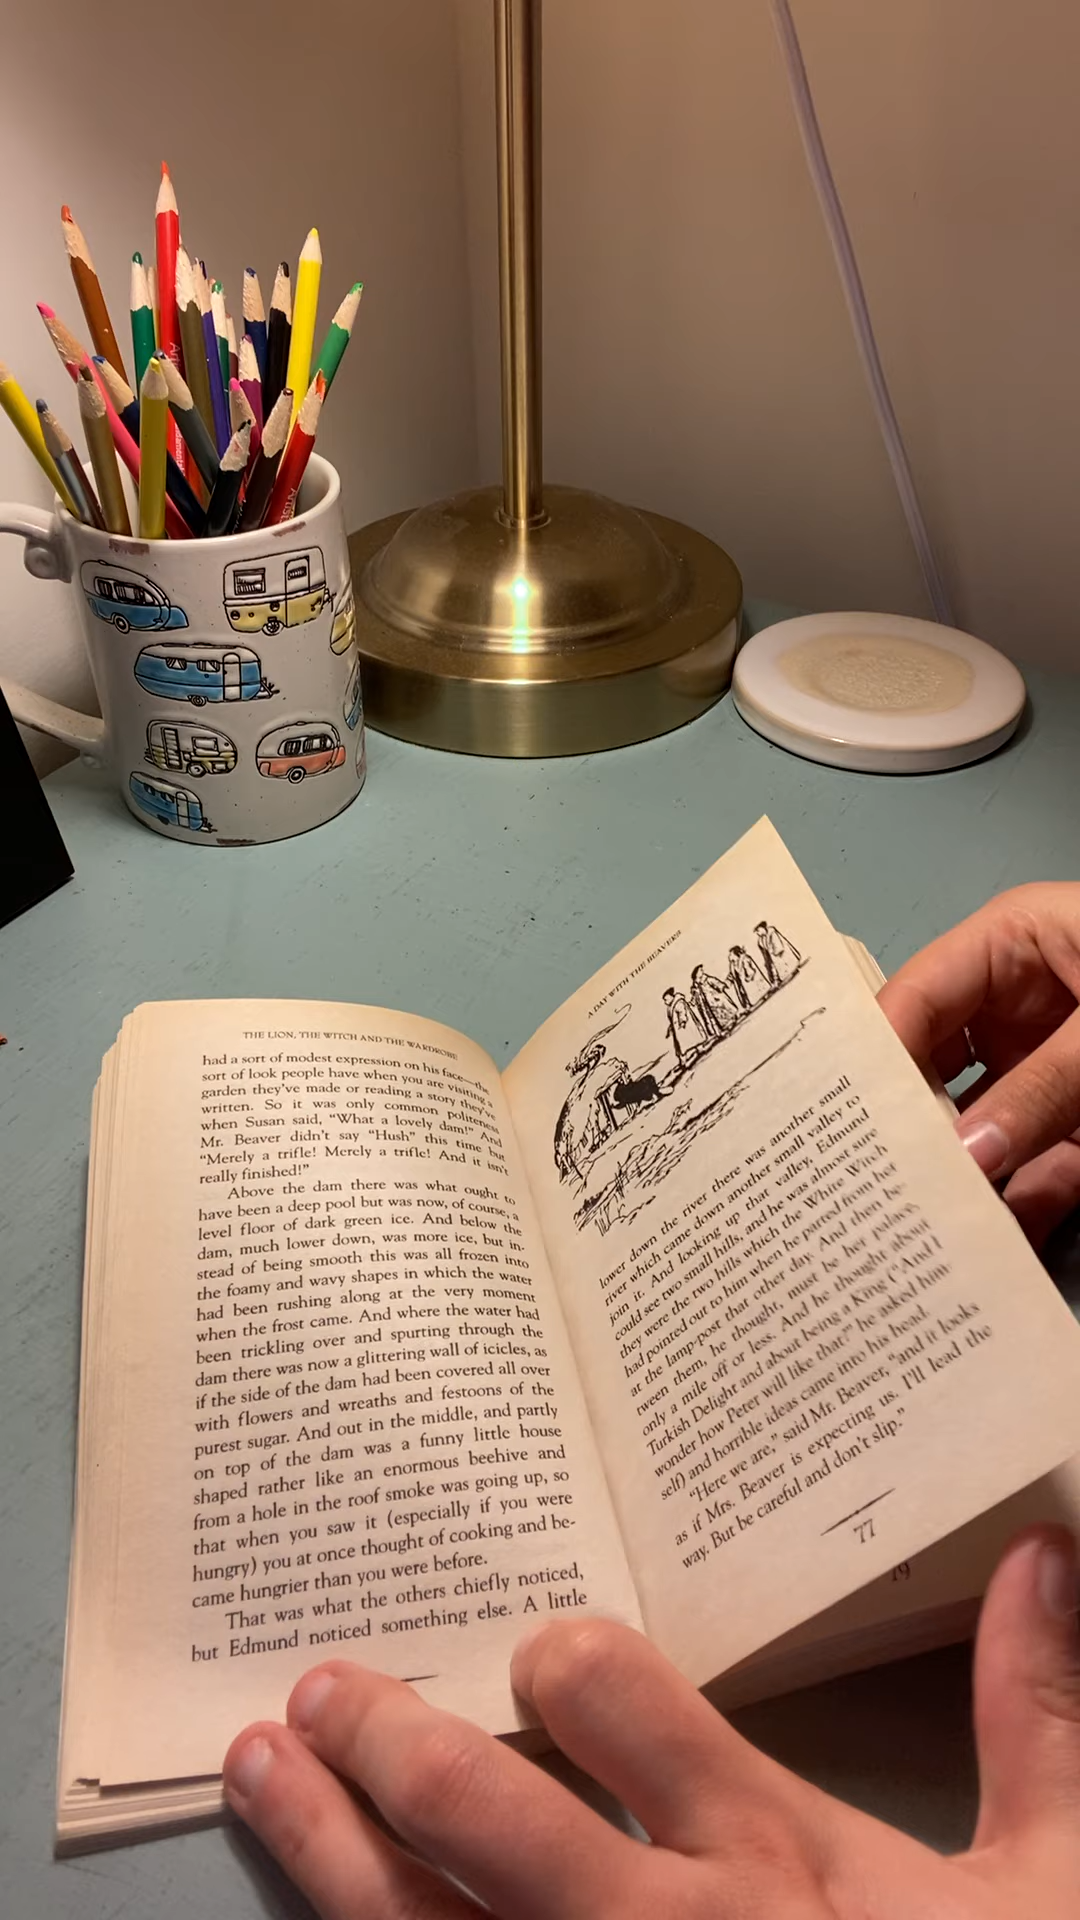 THE LION, THE WITCH AND THE WARDROBE
had a sort of modest expression on his face—the
sort of look people have when you are visiting a
garden they've made or reading a story they've
written. So it was only common politeness
when Susan said, “What a lovely dam!” And
Mr. Beaver didn't say “Hush” this time but
“Merely a trifle! Merely a trifle! And it isn't
really finished!”
Above the dam there was what ought to
have been a deep pool but was now, of course, a
level floor of dark green ice. And below the
dam, much lower down, was more ice, but in-
stead of being smooth this was all frozen into
the foamy and wavy shapes in which the water
had been rushing along at the very moment
when the frost came. And where the water had
been trickling over and spurting through the
dam there was now a glittering wall of icicles, as
if the side of the dam had been covered all over
with flowers and wreaths and festoons of the
purest sugar. And out in the middle, and partly
on top of the dam was a funny little house
shaped rather like an enormous beehive and
from a hole in the roof smoke was going up, so
that when you saw it (especially if you were
hungry) you at once thought of cooking and be-
came hungrier than you were before.
That was what the others chiefly noticed,
but Edmund noticed something else. A little
A DAY WITH THE BEAVERS
lower down the river there was another small
river which came down another small valley to
join it. And looking up that valley, Edmund
could see two small hills, and he was almost sure
they were the two hills which the White Witch
had pointed out to him when he parted from her
at the lamp-post that other day. And then be-
tween them, he thought, must be her palace,
only a mile off or less. And he thought about
Turkish Delight and about being a King (“And I
wonder how Peter will like that?” he asked him-
self) and horrible ideas came into his head.
“Here we are,” said Mr. Beaver, “and it looks
as if Mrs. Beaver is expecting us. I'll lead the
way. But be careful and don't slip.”
77